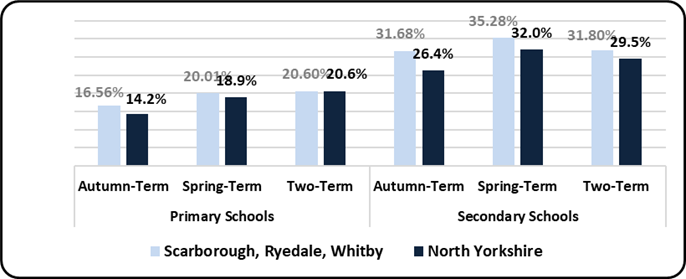 35.28%
31.68% 32.0% 31.80%
26.4% 29.5%
20.01% 18.9% 20.60% 20.6%
16.56% 14.2%
Autumn-Term Spring-Term Two-Term Autumn-Term Spring-Term Two-Term
Primary Schools Secondary Schools
Scarborough, Ryedale, Whitby North Yorkshire